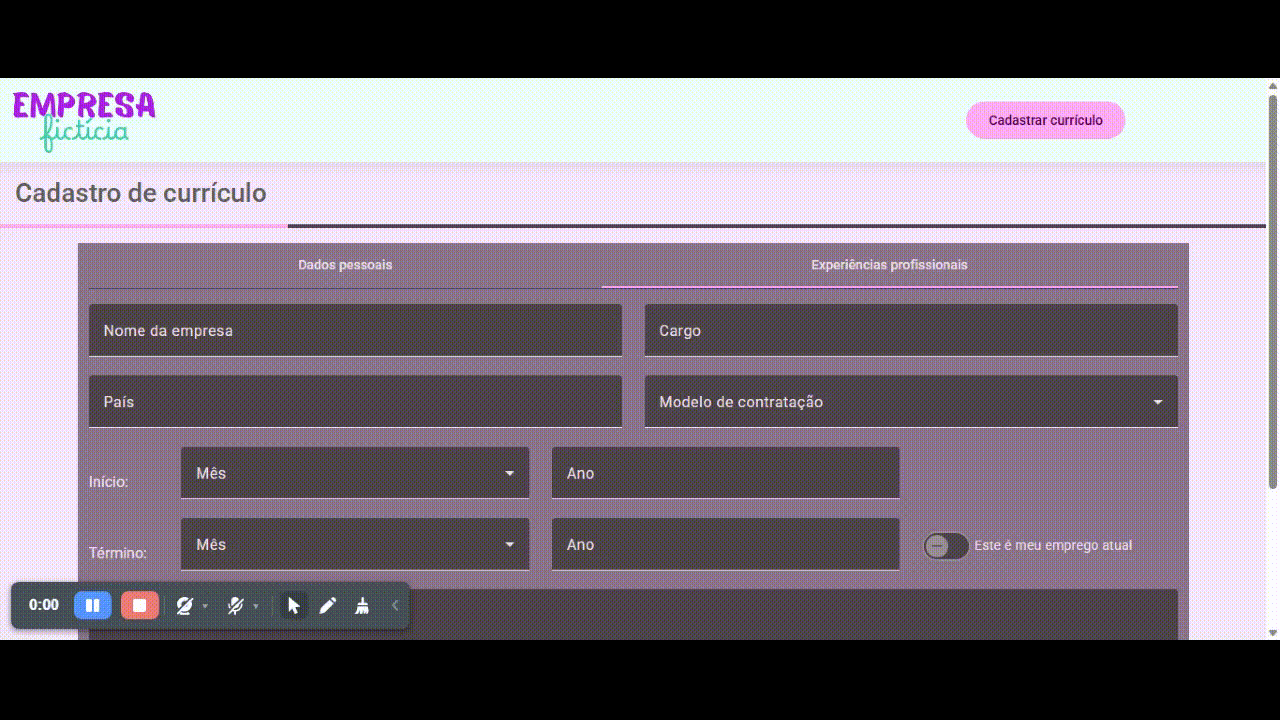 EMPRESA
fictícia
Cadastrar currículo
Cadastro de currículo
Dados pessoais
Experiências profissionais
Nome da empresa
Cargo
País
Modelo de contratação
Início:
Mês
Ano
Término:
Mês
Ano
Este é meu emprego atual
0:00